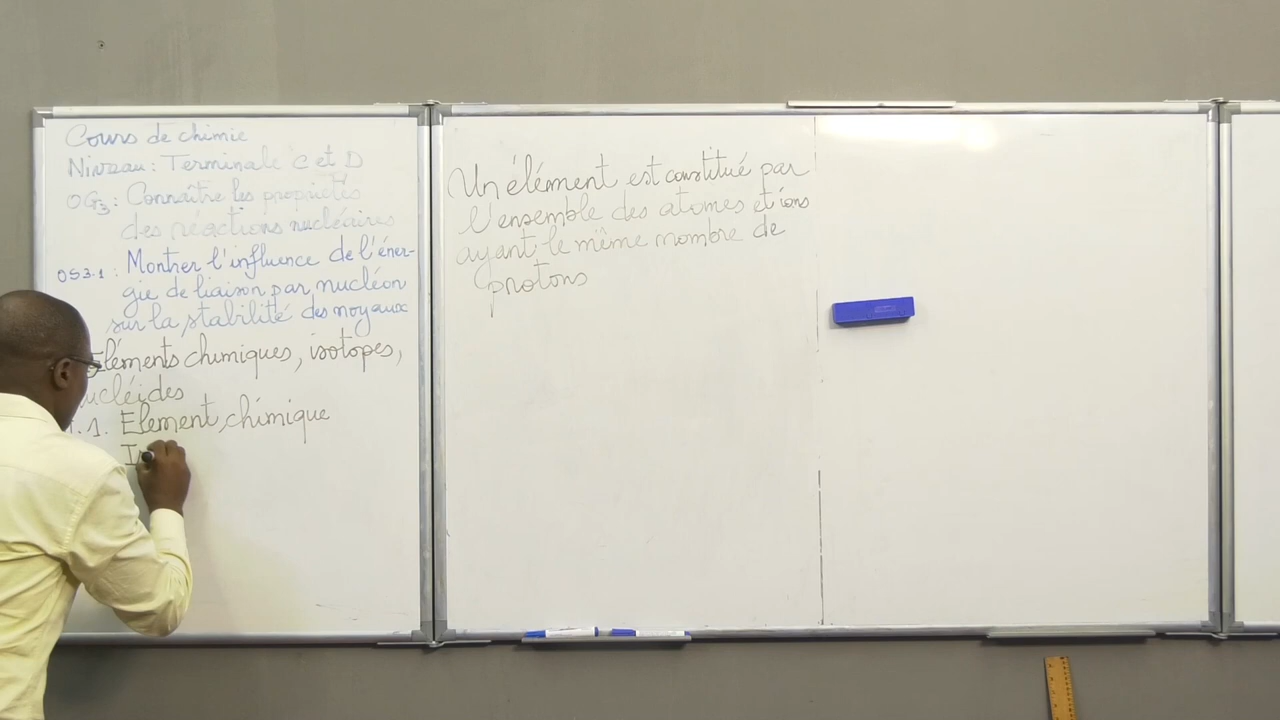 Cours de chimie
Niveau : Terminale C et D
OG3 : Connaître les propriétés
des réactions nucléaires
OS3.1 : Montrer l'influence de l'éner-
gie de liaison par nucléon
sur la stabilité des noyaux
Eléments chimiques, isotopes,
ucléides
1. Element chimique
Un élément est constitué par
l'ensemble des atomes et ions
ayant le même nombre de
protons